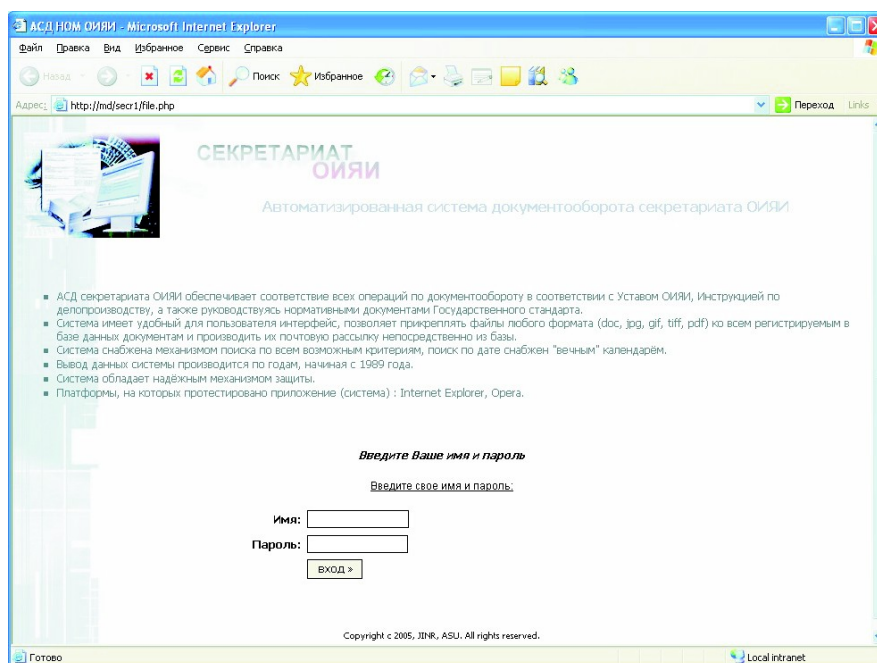 АСД НОМ ОИЯИ - Microsoft Internet Explorer
Файл Правка Вид Избранное Сервис Справка
Назад Поиск Избранное
Адрес: http://md/secr1/file.php Переход Links
СЕКРЕТАРИАТ
ОИЯИ
Автоматизированная система документооборота секретариата ОИЯИ
АСД секретариата ОИЯИ обеспечивает соответствие всех операций по документообороту в соответствии с Уставом ОИЯИ, Инструкцией по
делопроизводству, а также руководствуясь нормативными документами Государственного стандарта.
Система имеет удобный для пользователя интерфейс, позволяет прикреплять файлы любого формата (doc, jpg, gif, tiff, pdf) ко всем регистрируемым в
базе данных документам и производить их почтовую рассылку непосредственно из базы.
Система снабжена механизмом поиска по всем возможным критериям, поиск по дате снабжен "вечным" календарём.
Вывод данных системы производится по годам, начиная с 1989 года.
Система обладает надёжным механизмом защиты.
Платформы, на которых протестировано приложение (система) : Internet Explorer, Opera.
Введите Ваше имя и пароль
Введите свое имя и пароль:
Имя:
Пароль:
вход »
Copyright c 2005, JINR, ASU. All rights reserved.
Готово Local intranet